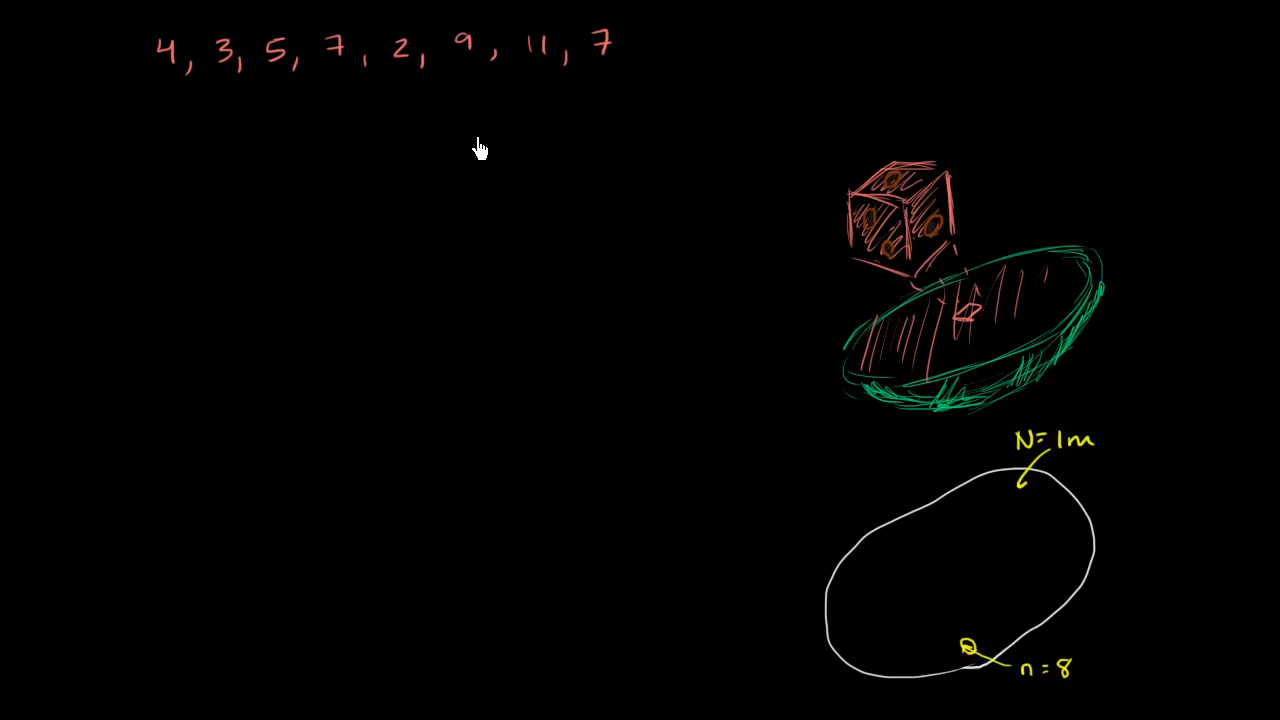 4, 3, 5, 7, 2, 9, 11, 7
N=1m
n=8